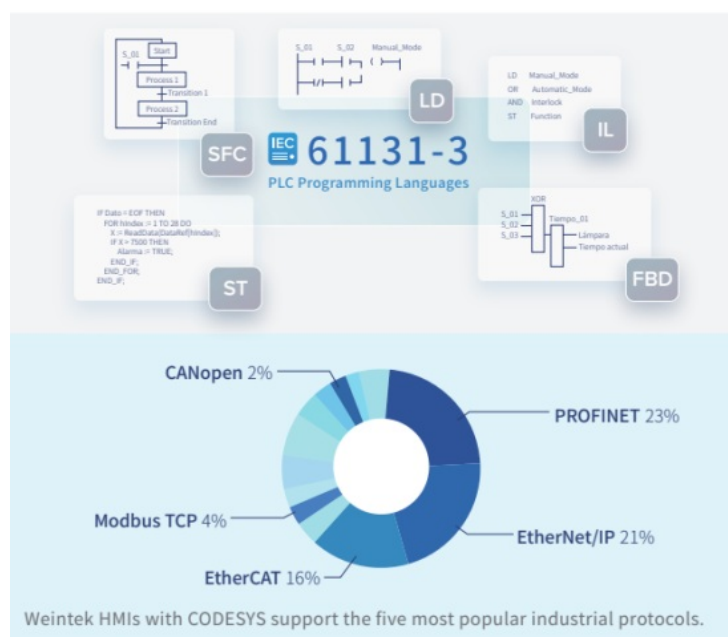 S_01
Start
Process 1
Transition 1
Process 2
Transition End
SFC
S_01 S_02 Manual_Mode
LD
LD Manual_Mode
OR Automatic_Mode
AND Interlock
ST Function
IL
IEC 61131-3
PLC Programming Languages
IF Dato = EOF THEN
FOR hIndex := 1 TO 28 DO
X := ReadData(DataRef[hIndex]);
IF X > 7500 THEN
Alarma := TRUE;
END_IF;
END_FOR;
END_IF;
ST
XOR
S_01
S_02
S_03
Tiempo_01
Lámpara
Tiempo actual
FBD
CANopen 2%
PROFINET 23%
Modbus TCP 4%
EtherNet/IP 21%
EtherCAT 16%
Weintek HMIs with CODESYS support the five most popular industrial protocols.